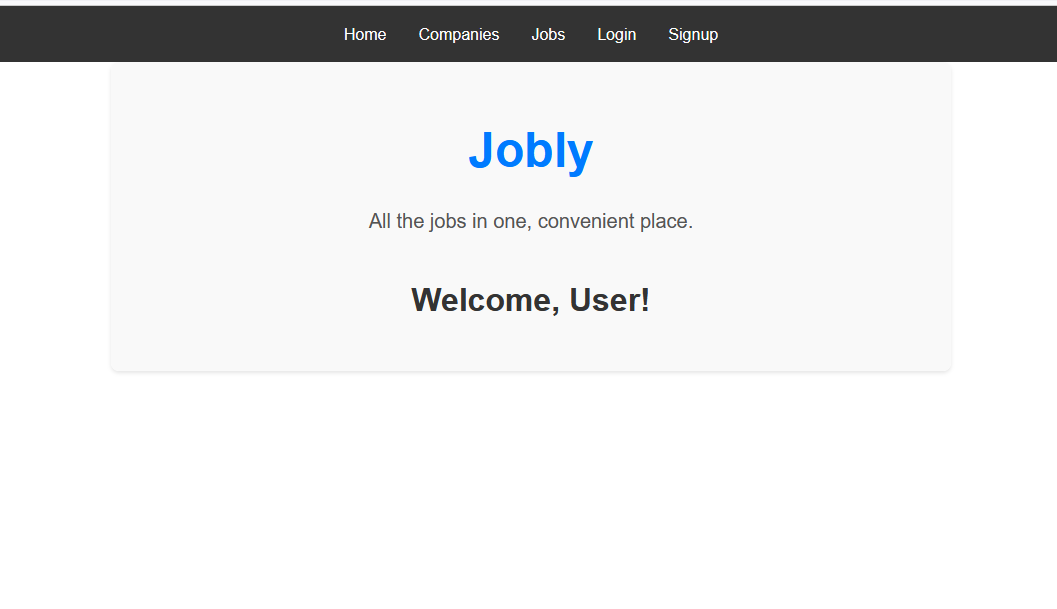 Home Companies Jobs Login Signup
Jobly
All the jobs in one, convenient place.
Welcome, User!